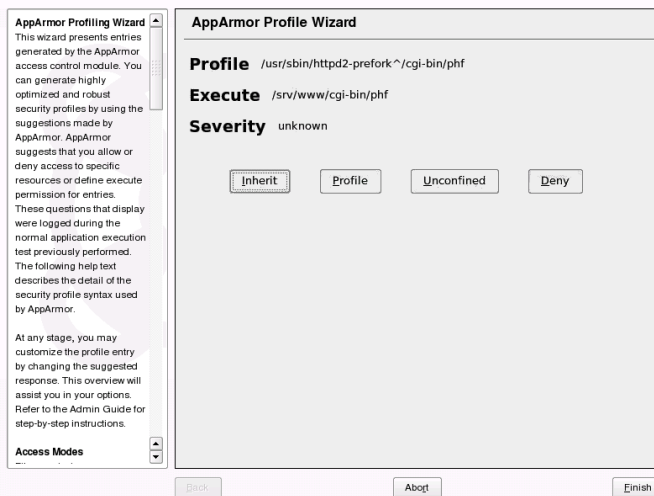 AppArmor Profiling Wizard
This wizard presents entries
generated by the AppArmor
access control module. You
can generate highly
optimized and robust
security profiles by using the
suggestions made by
AppArmor. AppArmor
suggests that you allow or
deny access to specific
resources or define execute
permission for entries.
These questions that display
were logged during the
normal application execution
test previously performed.
The following help text
describes the detail of the
security profile syntax used
by AppArmor.
At any stage, you may
customize the profile entry
by changing the suggested
response. This overview will
assist you in your options.
Refer to the Admin Guide for
step-by-step instructions.
Access Modes
AppArmor Profile Wizard
Profile /usr/sbin/httpd2-prefork^/cgi-bin/phf
Execute /srv/www/cgi-bin/phf
Severity unknown
Inherit Profile Unconfined Deny
Back Abort Finish